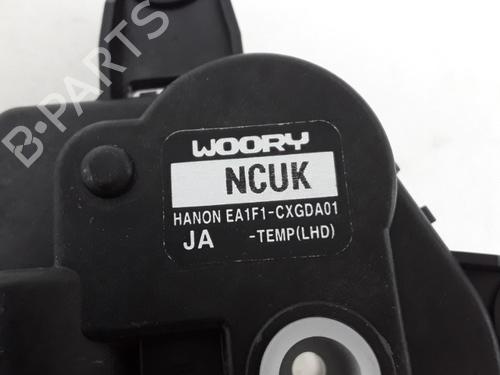 B-PARTS
WOORY
NCUK
HANON EA1F1-CXGDA01
JA -TEMP(LHD)